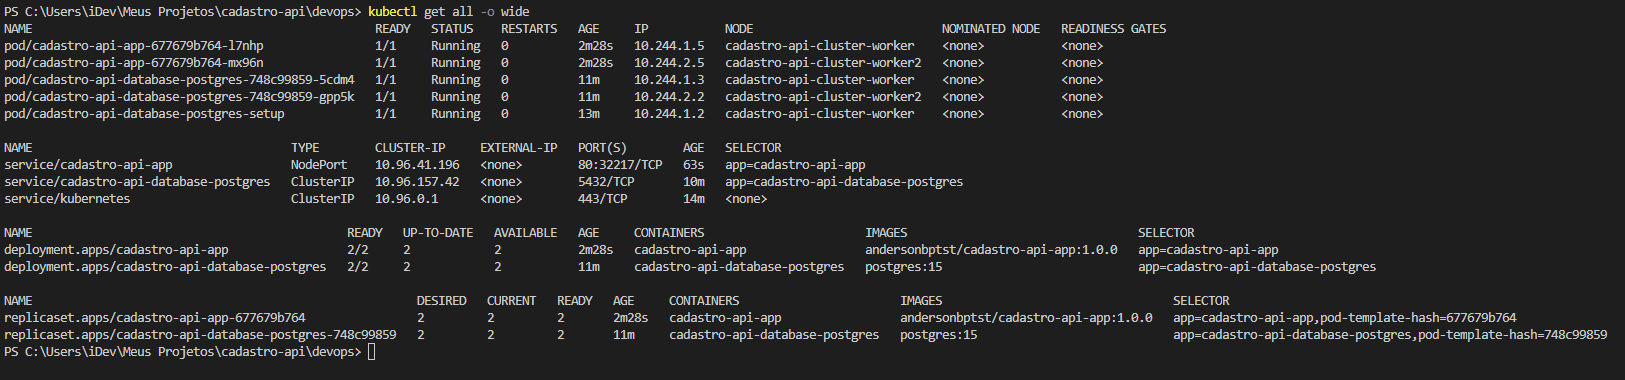 PS C:\Users\iDev\Meus Projetos\cadastro-api\devops> kubectl get all -o wide
NAME READY STATUS RESTARTS AGE IP NODE NOMINATED NODE READINESS GATES
pod/cadastro-api-app-677679b764-l7nhp 1/1 Running 0 2m28s 10.244.1.5 cadastro-api-cluster-worker <none> <none>
pod/cadastro-api-app-677679b764-mx96n 1/1 Running 0 2m28s 10.244.2.5 cadastro-api-cluster-worker2 <none> <none>
pod/cadastro-api-database-postgres-748c99859-5cdm4 1/1 Running 0 11m 10.244.1.3 cadastro-api-cluster-worker <none> <none>
pod/cadastro-api-database-postgres-748c99859-gpp5k 1/1 Running 0 11m 10.244.2.2 cadastro-api-cluster-worker2 <none> <none>
pod/cadastro-api-database-postgres-setup 1/1 Running 0 13m 10.244.1.2 cadastro-api-cluster-worker <none> <none>
NAME TYPE CLUSTER-IP EXTERNAL-IP PORT(S) AGE SELECTOR
service/cadastro-api-app NodePort 10.96.41.196 <none> 80:32217/TCP 63s app=cadastro-api-app
service/cadastro-api-database-postgres ClusterIP 10.96.157.42 <none> 5432/TCP 10m app=cadastro-api-database-postgres
service/kubernetes ClusterIP 10.96.0.1 <none> 443/TCP 14m <none>
NAME READY UP-TO-DATE AVAILABLE AGE CONTAINERS IMAGES SELECTOR
deployment.apps/cadastro-api-app 2/2 2 2 2m28s cadastro-api-app andersonbptst/cadastro-api-app:1.0.0 app=cadastro-api-app
deployment.apps/cadastro-api-database-postgres 2/2 2 2 11m cadastro-api-database-postgres postgres:15 app=cadastro-api-database-postgres
NAME DESIRED CURRENT READY AGE CONTAINERS IMAGES SELECTOR
replicaset.apps/cadastro-api-app-677679b764 2 2 2 2m28s cadastro-api-app andersonbptst/cadastro-api-app:1.0.0 app=cadastro-api-app,pod-template-hash=677679b764
replicaset.apps/cadastro-api-database-postgres-748c99859 2 2 2 11m cadastro-api-database-postgres postgres:15 app=cadastro-api-database-postgres,pod-template-hash=748c99859
PS C:\Users\iDev\Meus Projetos\cadastro-api\devops>